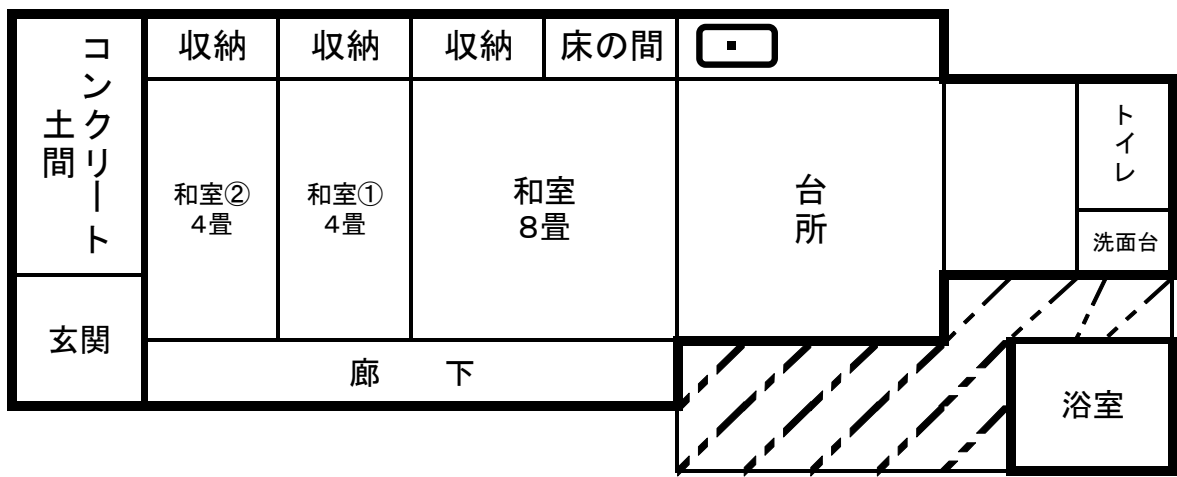 コンクリート
土間
収納
収納
収納
床の間
和室②
４畳
和室①
４畳
和室
８畳
台
所
トイレ
洗面台
玄関
廊　下
浴室